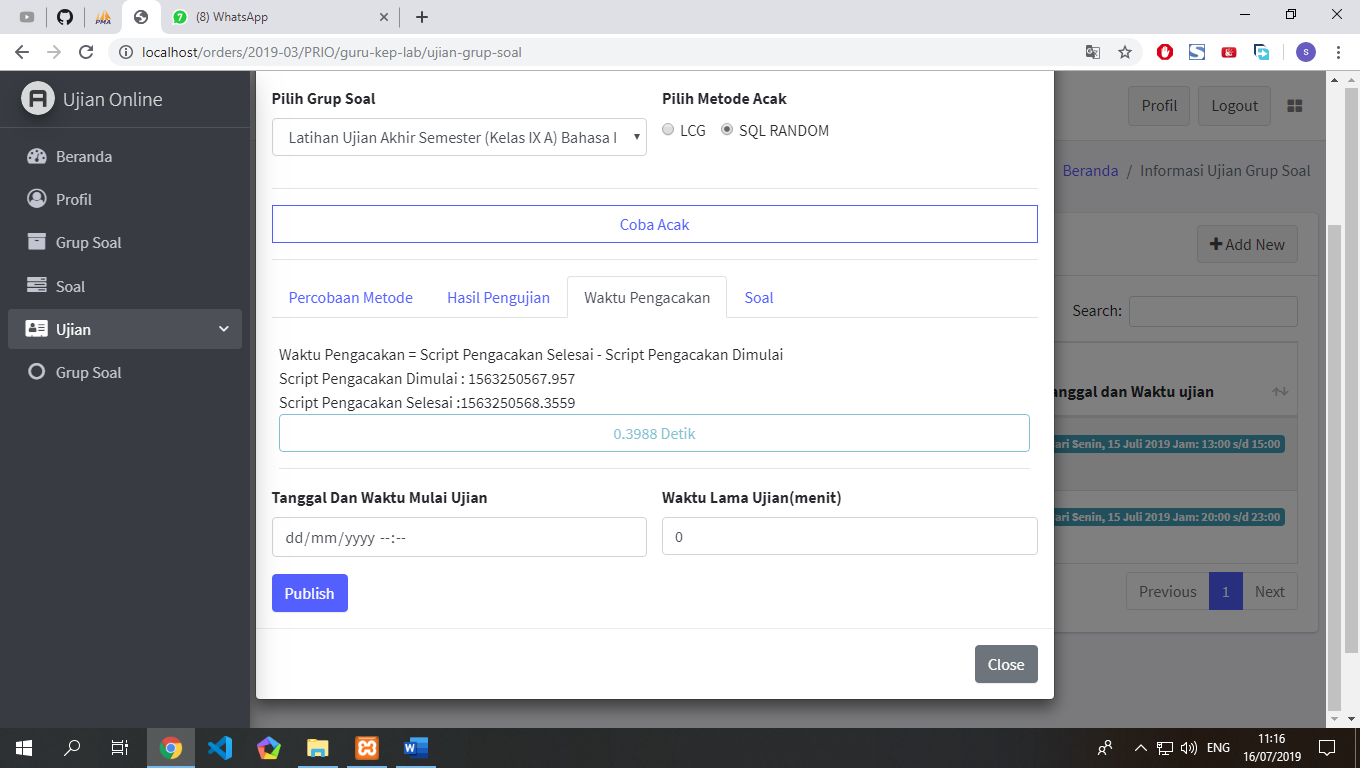 (8) WhatsApp
localhost/orders/2019-03/PRIO/guru-kep-lab/ujian-grup-soal
S
Ujian Online
Beranda
Profil
Grup Soal
Soal
Ujian
Grup Soal
Pilih Grup Soal
Pilih Metode Acak
Latihan Ujian Akhir Semester (Kelas IX A) Bahasa I
LCG
SQL RANDOM
Coba Acak
Percobaan Metode
Hasil Pengujian
Waktu Pengacakan
Soal
Waktu Pengacakan = Script Pengacakan Selesai - Script Pengacakan Dimulai
Script Pengacakan Dimulai : 1563250567.957
Script Pengacakan Selesai :1563250568.3559
0.3988 Detik
Tanggal Dan Waktu Mulai Ujian
Waktu Lama Ujian(menit)
dd/mm/yyyy --:--
0
Publish
Close
Profil
Logout
Beranda / Informasi Ujian Grup Soal
Add New
Search:
anggal dan Waktu ujian
ari Senin, 15 Juli 2019 Jam: 13:00 s/d 15:00
ari Senin, 15 Juli 2019 Jam: 20:00 s/d 23:00
Previous
1
Next
ENG
11:16
16/07/2019